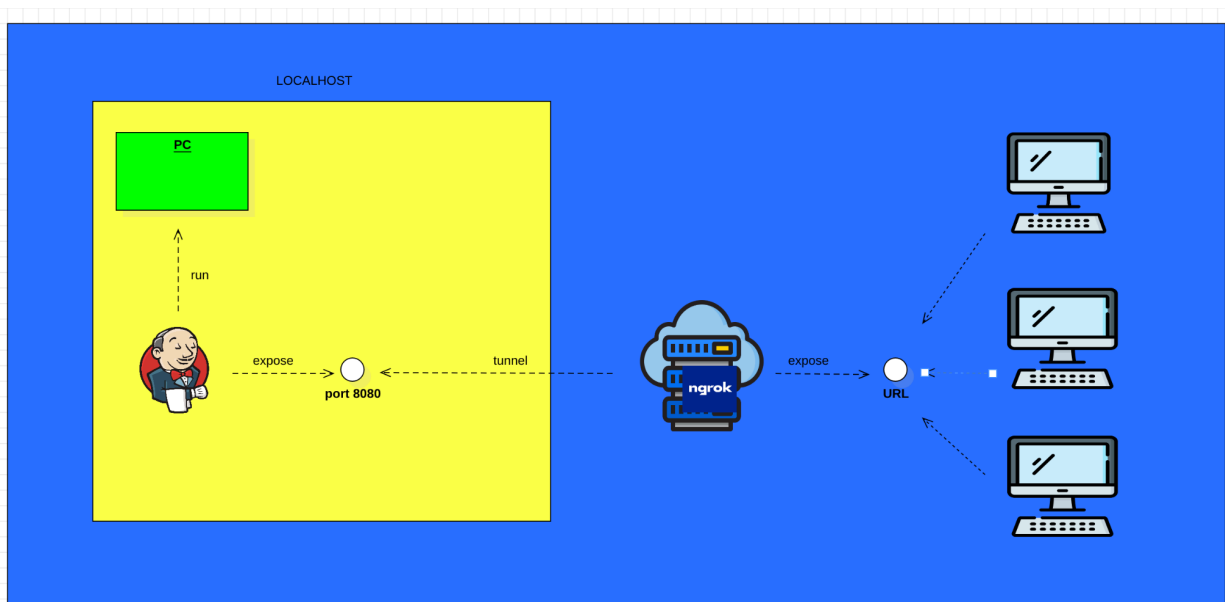 LOCALHOST
PC
run
expose
port 8080
tunnel
ngrok
expose
URL